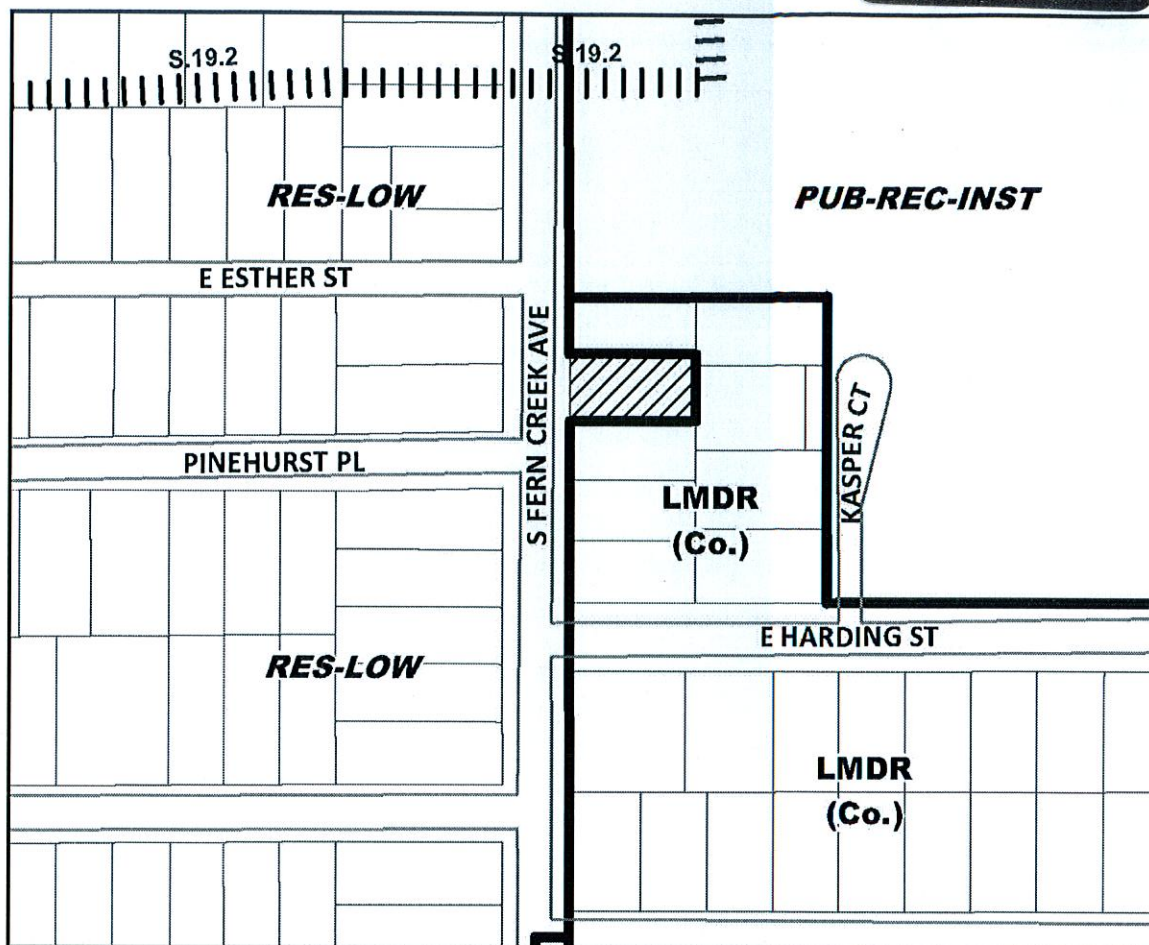 S.19.2
S.19.2
RES-LOW
PUB-REC-INST
E ESTHER ST
S FERN CREEK AVE
KASPER CT
PINEHURST PL
LMDR
(Co.)
E HARDING ST
RES-LOW
LMDR
(Co.)